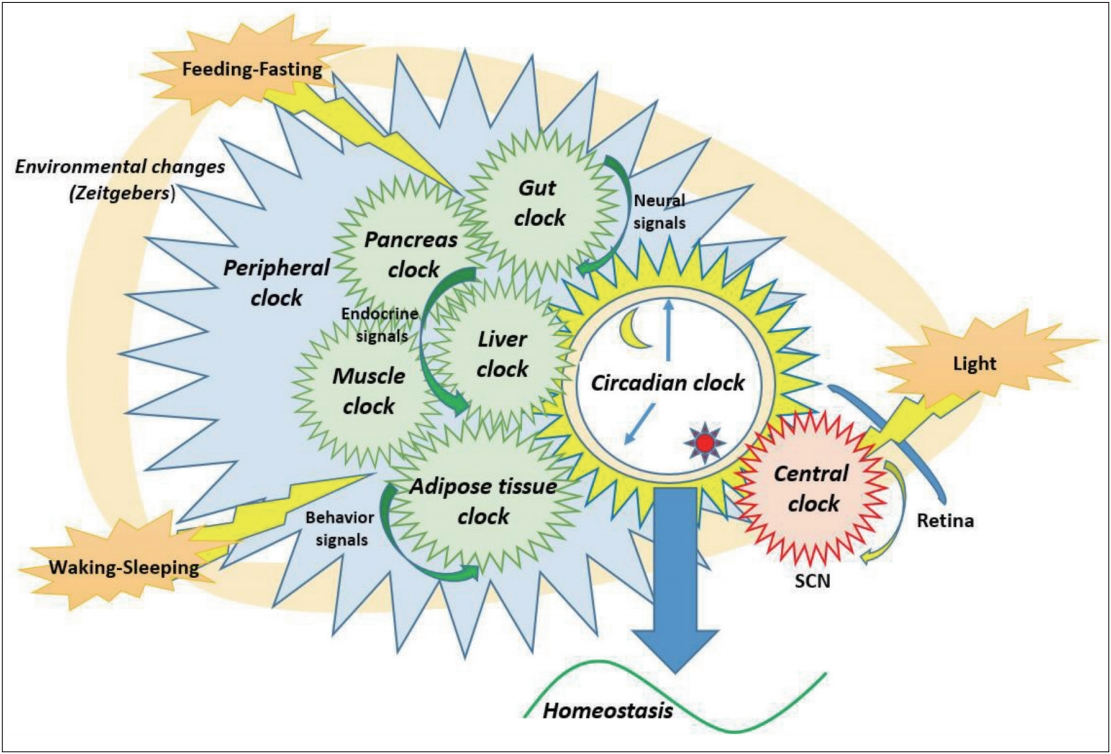 Feeding-Fasting
Environmental changes
(Zeitgebers)
Gut
clock
Neural
signals
Pancreas
clock
Peripheral
clock
Endocrine
signals
Liver
clock
Muscle
clock
Circadian clock
Light
Adipose tissue
clock
Central
clock
Behavior
signals
Retina
Waking-Sleeping
SCN
Homeostasis